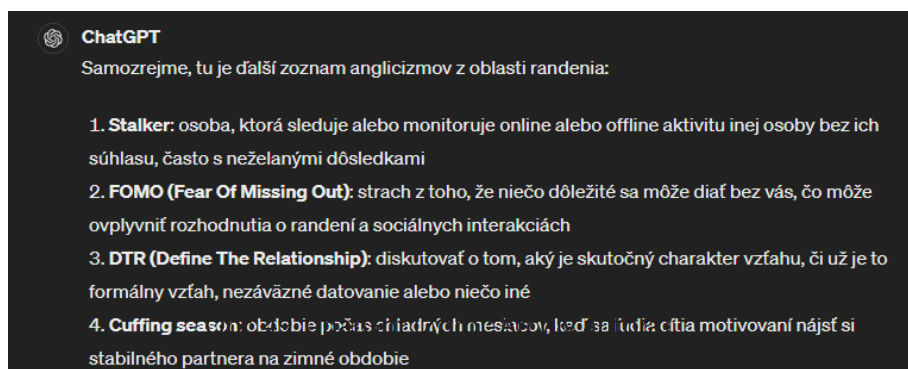 ChatGPT
Samozrejme, tu je ďalší zoznam anglicizmov z oblasti randenia:
1. Stalker: osoba, ktorá sleduje alebo monitoruje online alebo offline aktivitu inej osoby bez ich
súhlasu, často s neželanými dôsledkami
2. FOMO (Fear Of Missing Out): strach z toho, že niečo dôležité sa môže diať bez vás, čo môže
ovplyvniť rozhodnutia o randení a sociálnych interakciách
3. DTR (Define The Relationship): diskutovať o tom, aký je skutočný charakter vzťahu, či už je to
formálny vzťah, nezáväzné datovanie alebo niečo iné
4. Cuffing season: obdobie počas chladných mesiacov, keď sa ľudia cítia motivovaní nájsť si
stabilného partnera na zimné obdobie